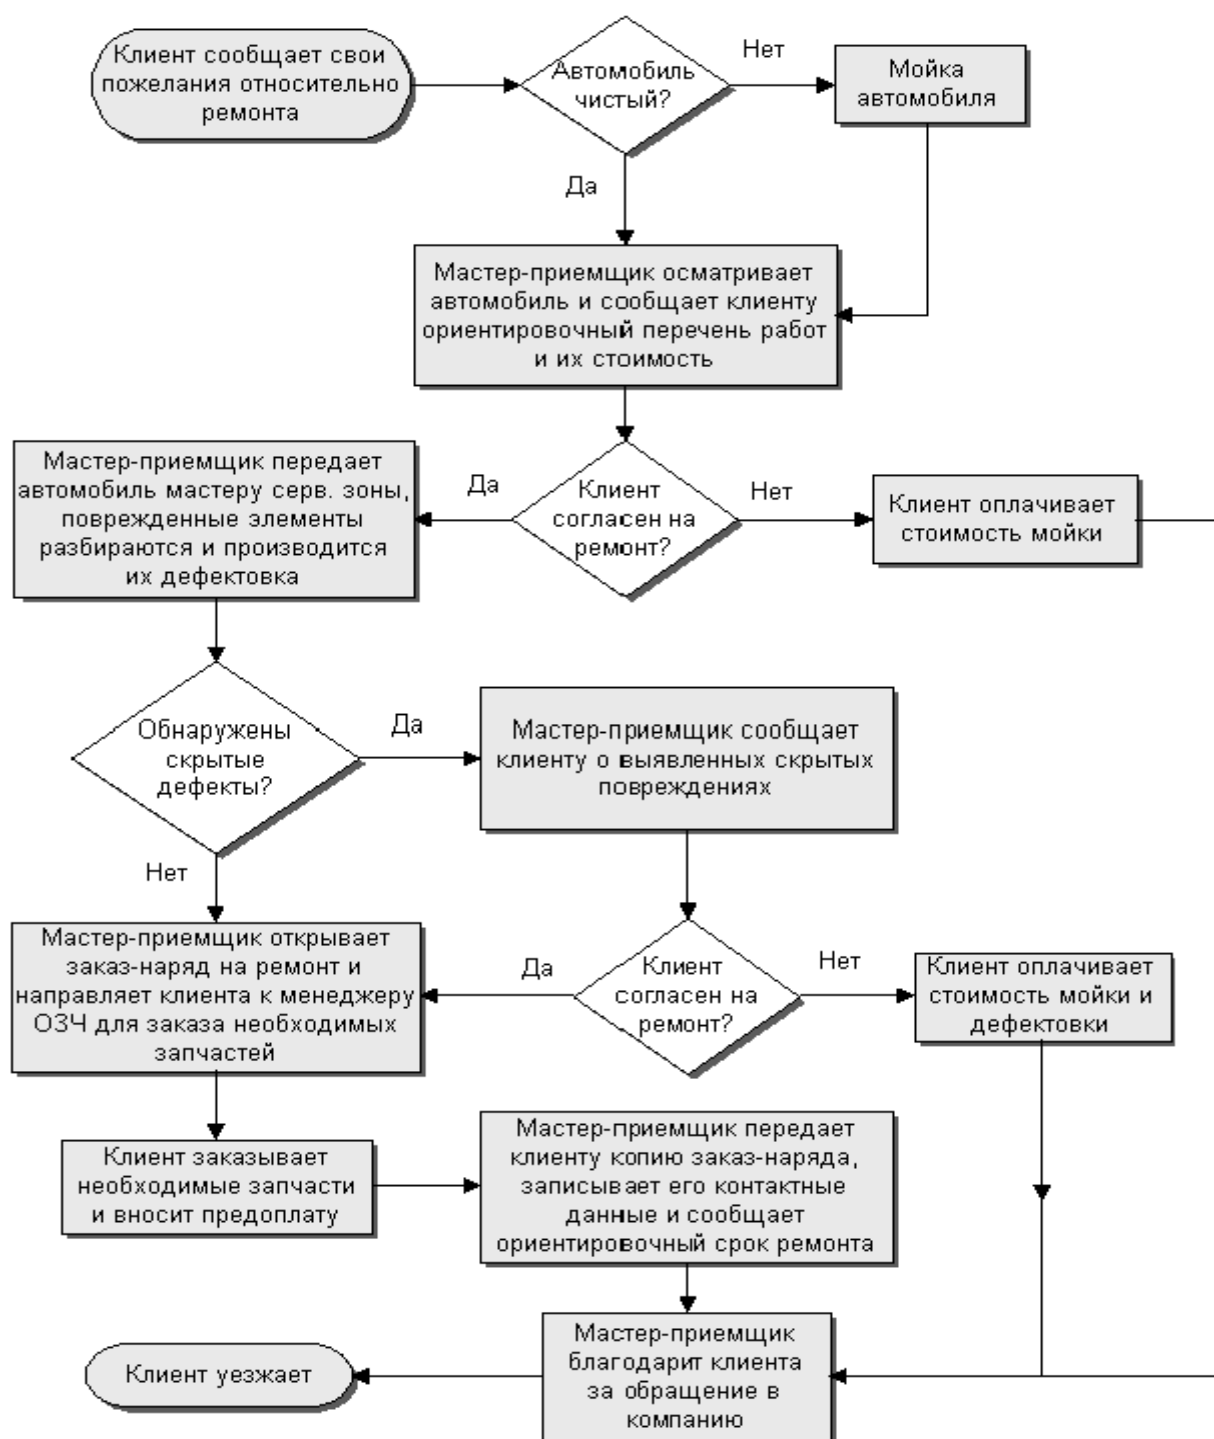 Клиент сообщает свои
пожелания относительно
ремонта
Автомобиль
чистый?
Нет
Мойка
автомобиля
Да
Мастер-приемщик осматривает
автомобиль и сообщает клиенту
ориентировочный перечень работ
и их стоимость
Мастер-приемщик передает
автомобиль мастеру серв. зоны,
поврежденные элементы
разбираются и производится
их дефектовка
Да
Клиент
согласен на
ремонт?
Нет
Клиент оплачивает
стоимость мойки
Обнаружены
скрытые
дефекты?
Да
Мастер-приемщик сообщает
клиенту о выявленных скрытых
повреждениях
Нет
Мастер-приемщик открывает
заказ-наряд на ремонт и
направляет клиента к менеджеру
ОЗЧ для заказа необходимых
запчастей
Да
Клиент
согласен на
ремонт?
Нет
Клиент оплачивает
стоимость мойки и
дефектовки
Клиент заказывает
необходимые запчасти
и вносит предоплату
Мастер-приемщик передает
клиенту копию заказ-наряда,
записывает его контактные
данные и сообщает
ориентировочный срок ремонта
Клиент уезжает
Мастер-приемщик
благодарит клиента
за обращение в
компанию